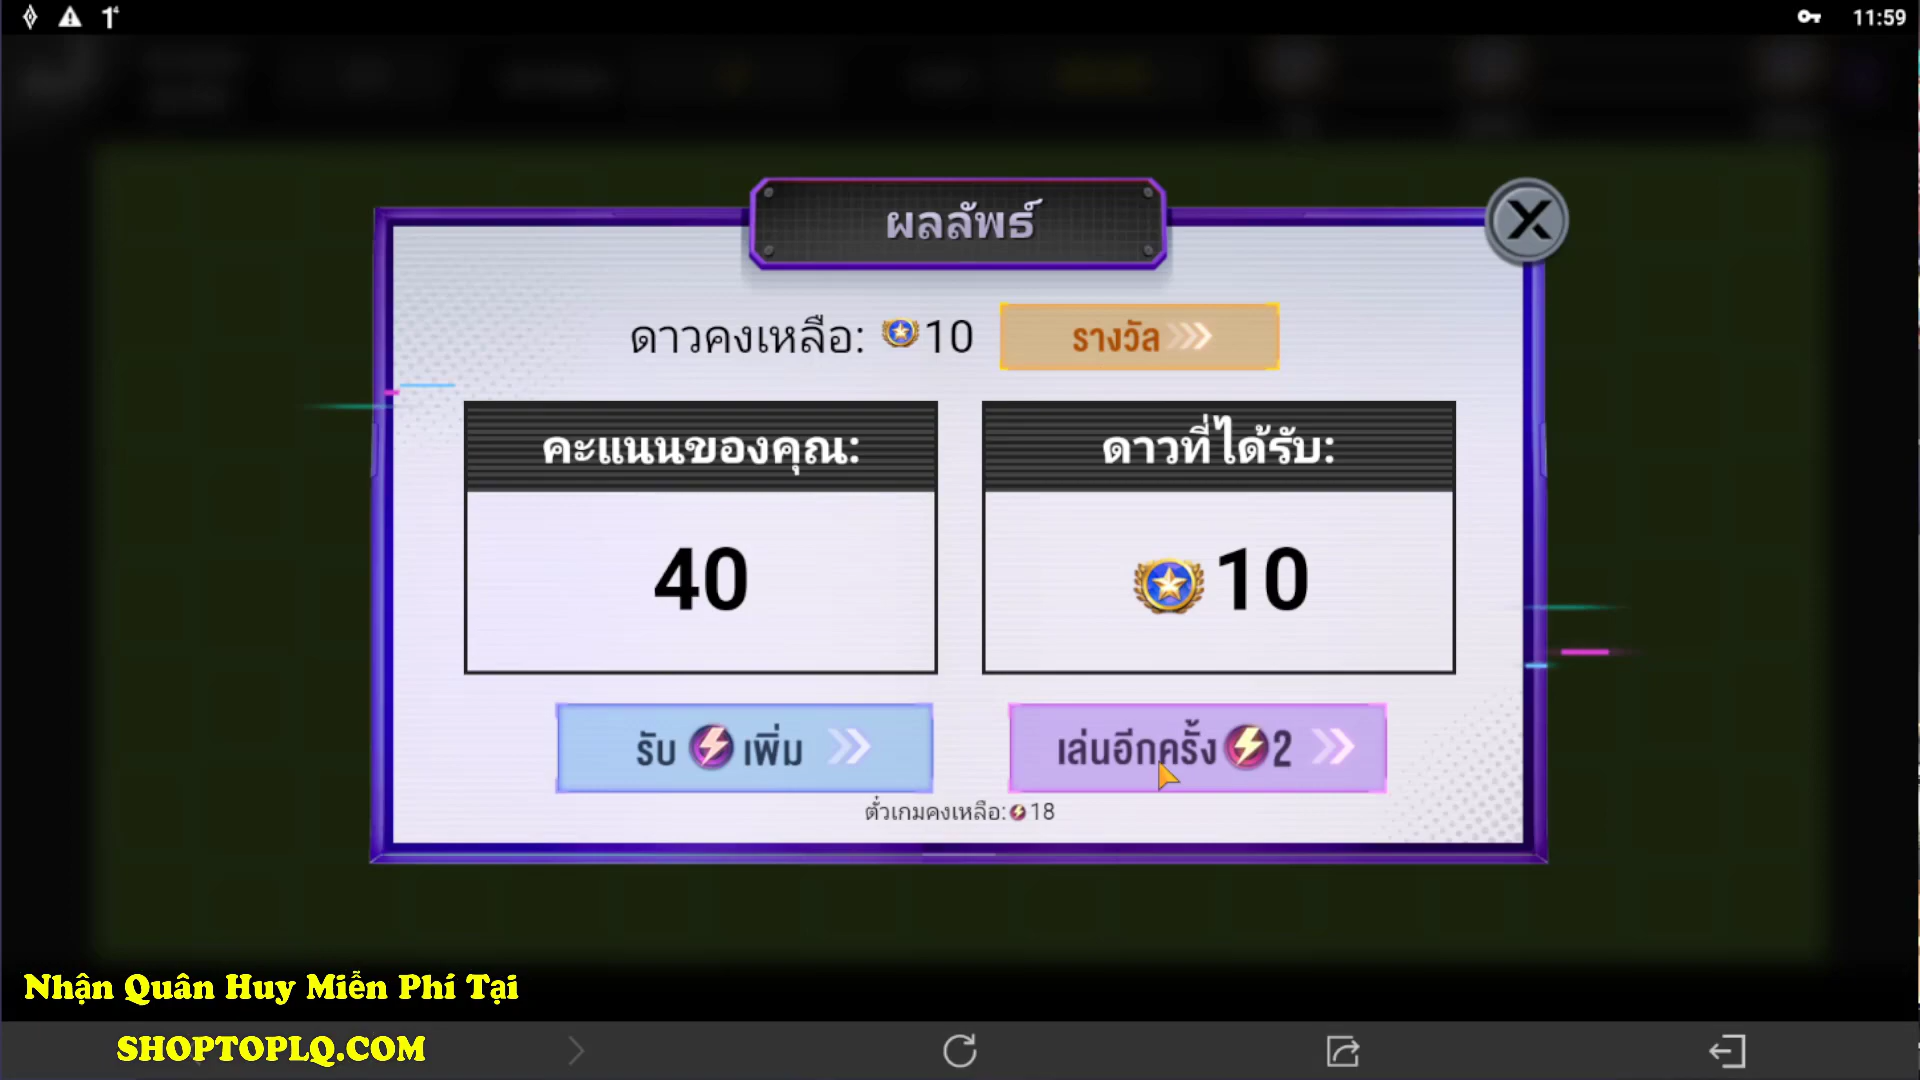 11:59
ผลลัพธ์
ดาวคงเหลือ: 10
รางวัล
คะแนนของคุณ:
ดาวที่ได้รับ:
40
10
รับ เพิ่ม
เล่นอีกครั้ง 2
ตั๋วเกมคงเหลือ: 18
Nhận Quân Huy Miễn Phí Tại
SHOPTOPLQ.COM